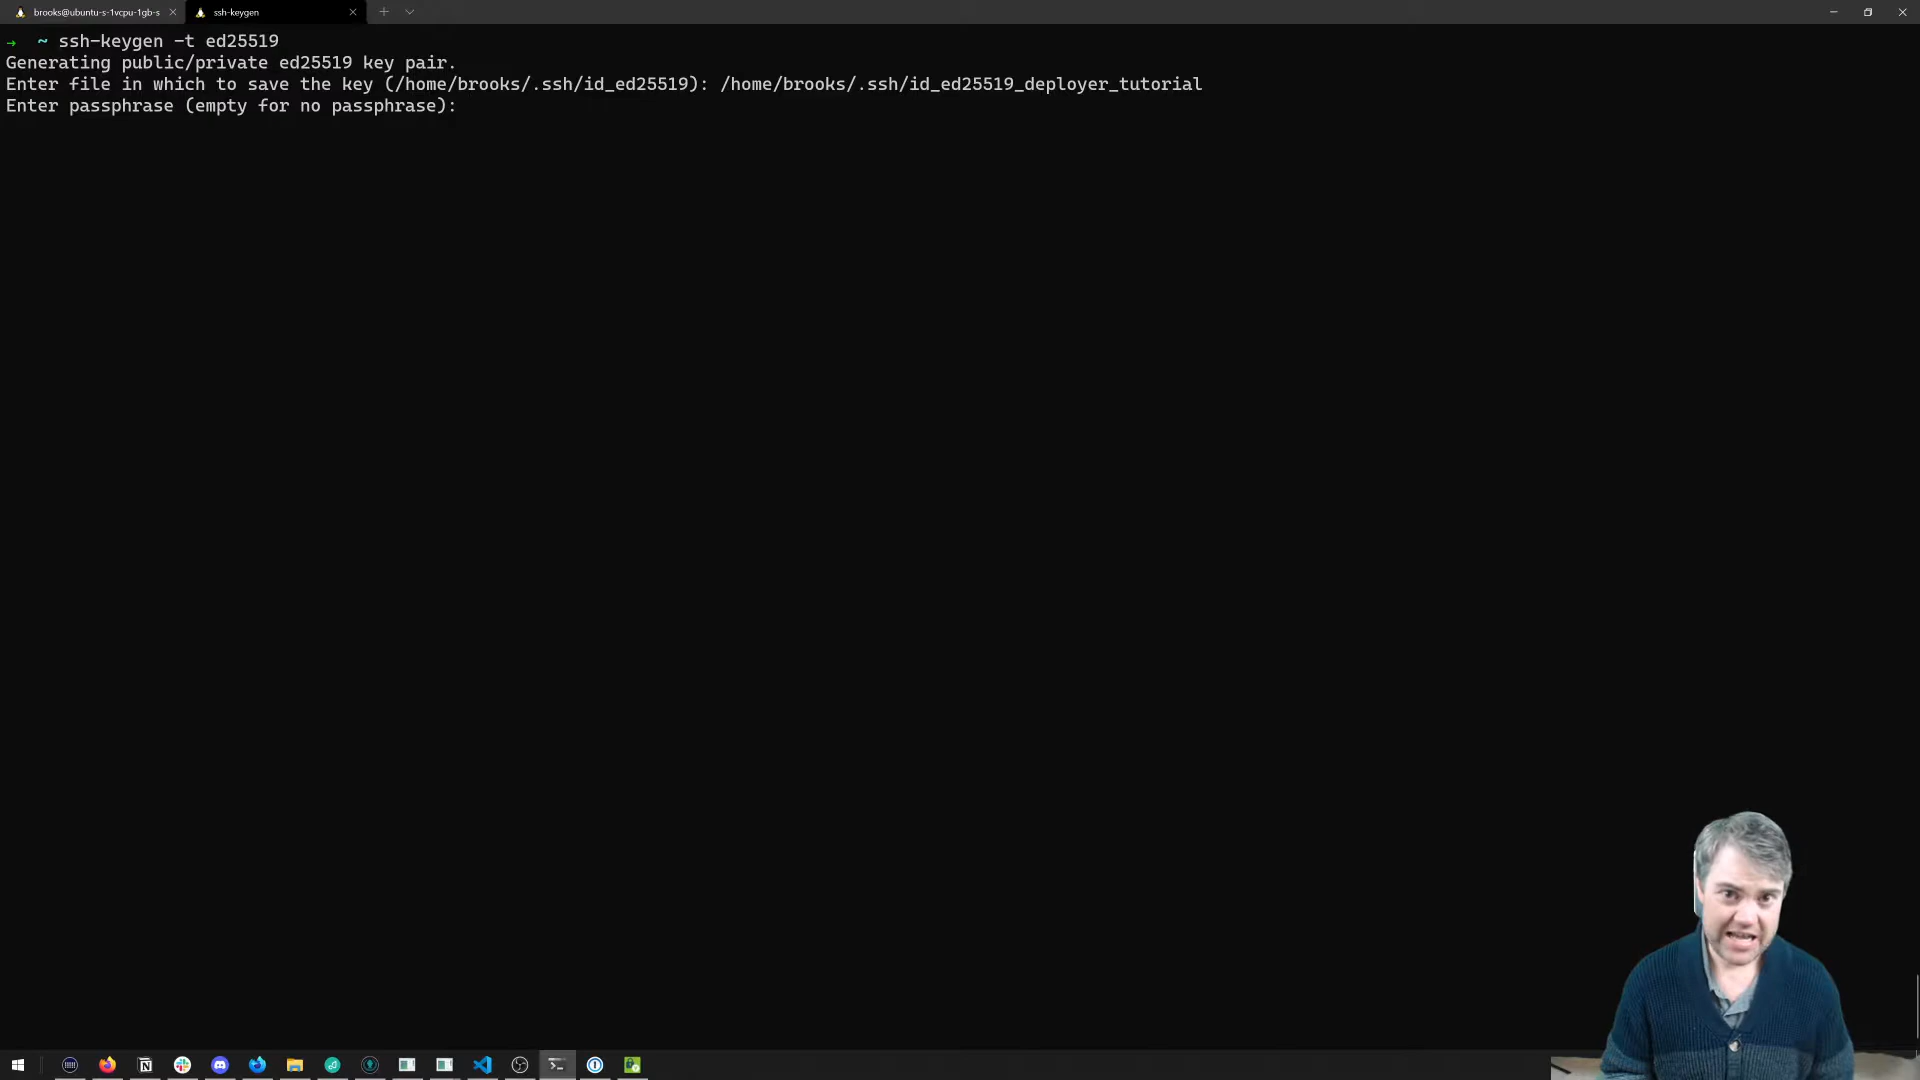 brooks@ubuntu-s-1vcpu-1gb-s
ssh-keygen
→ ~ ssh-keygen -t ed25519
Generating public/private ed25519 key pair.
Enter file in which to save the key (/home/brooks/.ssh/id_ed25519): /home/brooks/.ssh/id_ed25519_deployer_tutorial
Enter passphrase (empty for no passphrase):